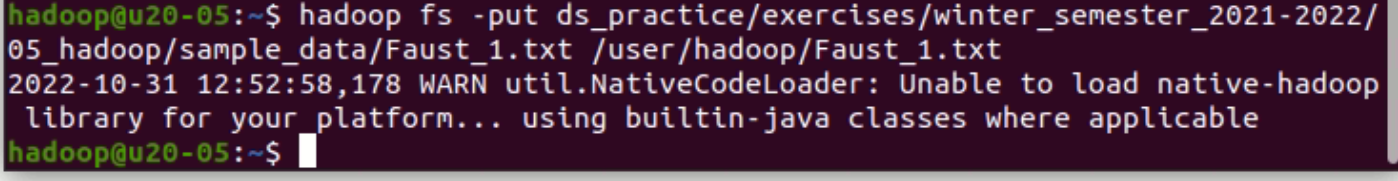 hadoop@u20-05:~$ hadoop fs -put ds_practice/exercises/winter_semester_2021-2022/
05_hadoop/sample_data/Faust_1.txt /user/hadoop/Faust_1.txt
2022-10-31 12:52:58,178 WARN util.NativeCodeLoader: Unable to load native-hadoop
 library for your platform... using builtin-java classes where applicable
hadoop@u20-05:~$